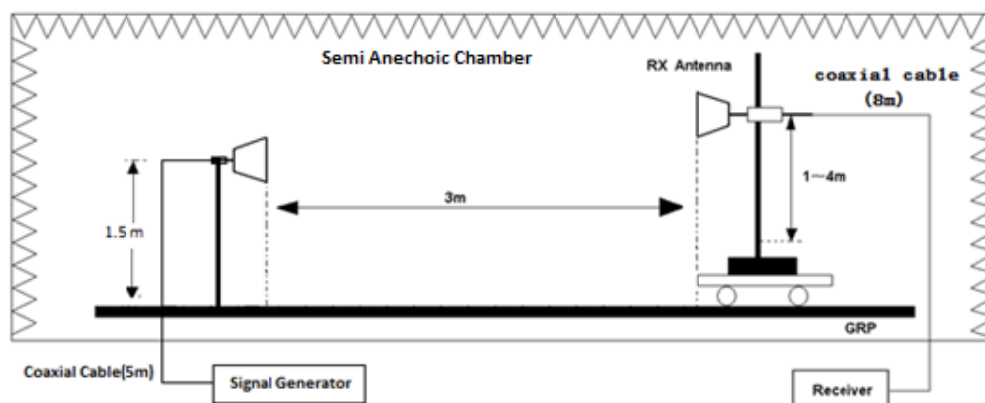 Semi Anechoic Chamber
RX Antenna
coaxial cable
(8m)
1~4m
3m
1.5 m
GRP
Coaxial Cable(5m)
Signal Generator
Receiver